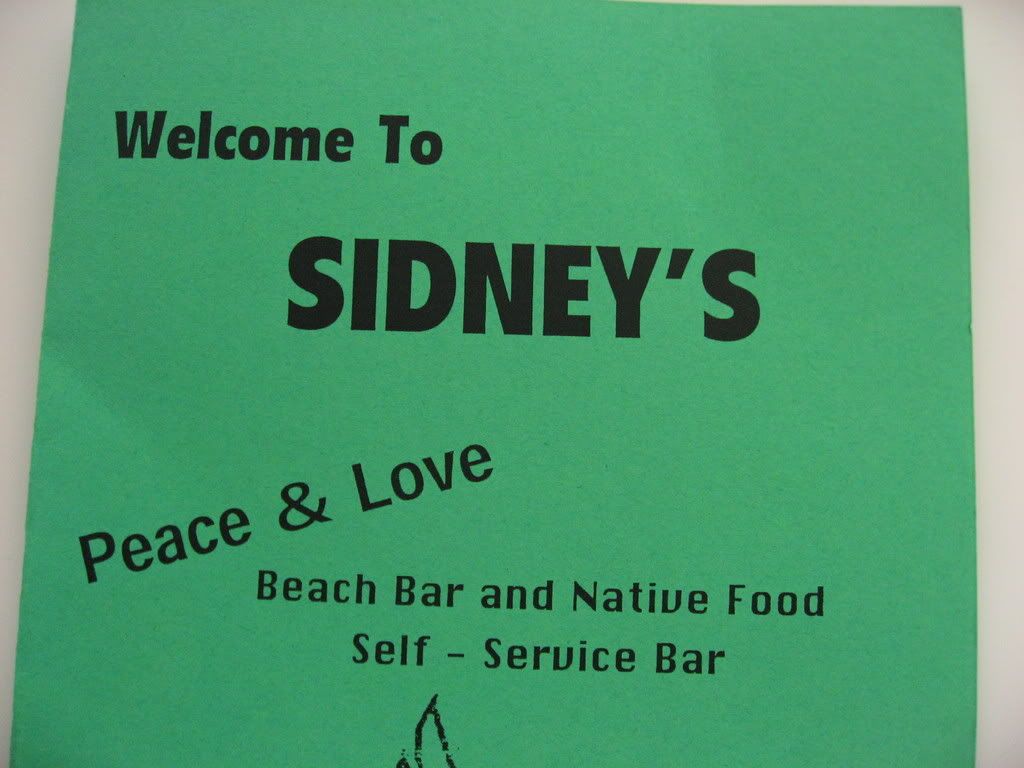 Welcome To
SIDNEY'S
Peace & Love
Beach Bar and Native Food
Self - Service Bar